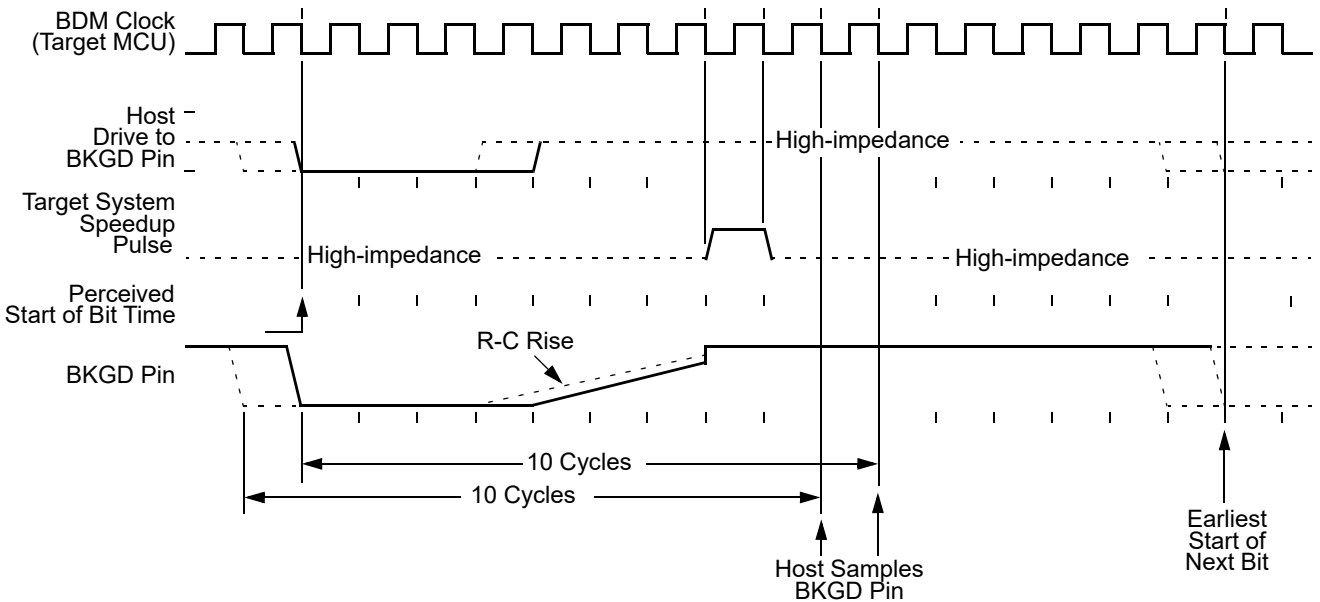 BDM Clock
(Target MCU)
Host
Drive to
BKGD Pin
High-impedance
Target System
Speedup
Pulse
High-impedance
High-impedance
Perceived
Start of Bit Time
R-C Rise
BKGD Pin
10 Cycles
10 Cycles
Earliest
Start of
Next Bit
Host Samples
BKGD Pin